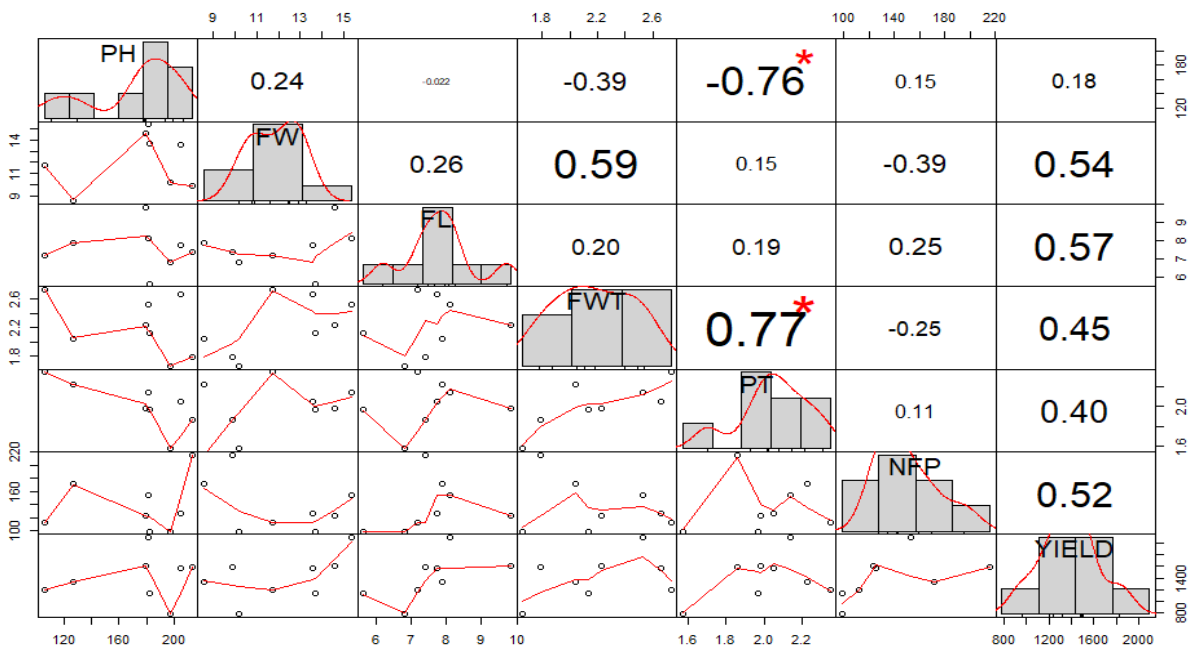 9 11 13 15 1.8 2.2 2.6 100 140 180 220
PH 0.24 -0.022 -0.39 -0.76* 0.15 0.18 120 180
9 11 14 FW 0.26 0.59 0.15 -0.39 0.54
FL 0.20 0.19 0.25 0.57 6 7 8 9
1.8 2.2 2.6 FWT 0.77* -0.25 0.45
PT 0.11 0.40 1.6 2.0
100 160 220 NFP 0.52
YIELD 800 1400
120 160 200 6 7 8 9 10 1.6 1.8 2.0 2.2 800 1200 1600 2000